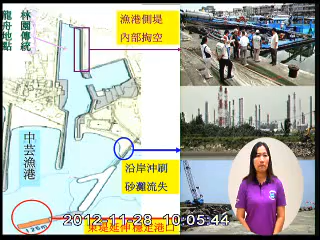 林園傳統
龍舟地點
漁港側堤
內部掏空
中芸漁港
沿岸沖刷
砂灘流失
126m
東堤延伸 穩定港口
2012-11-28 10:05:44